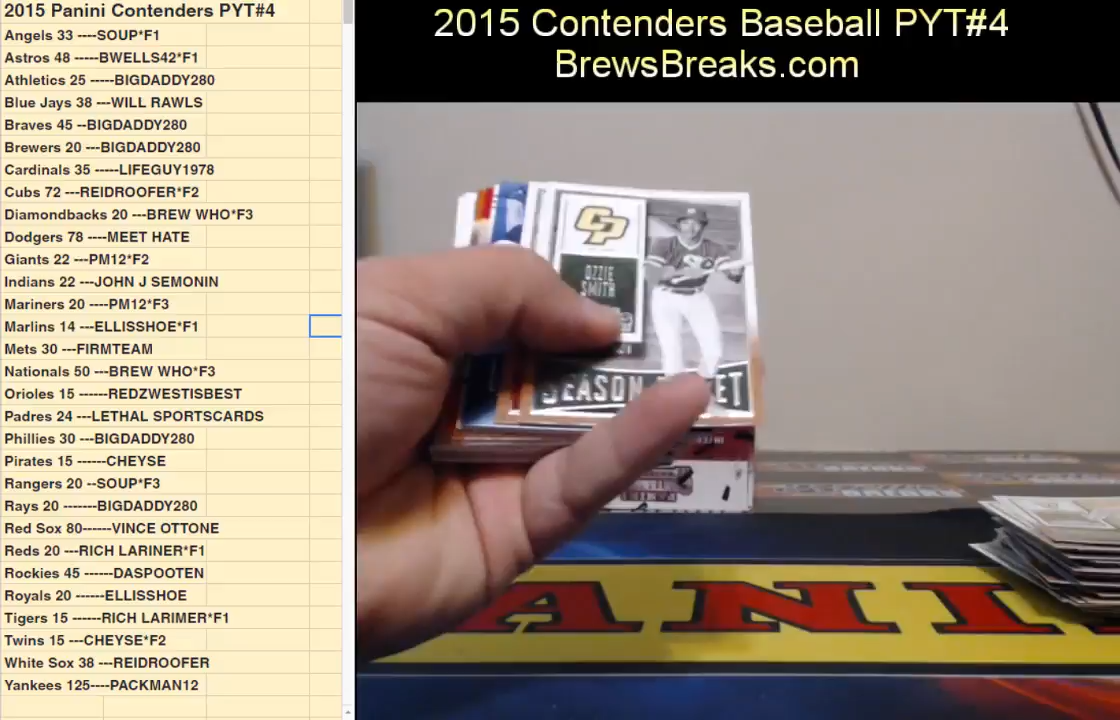 2015 Panini Contenders PYT#4
Angels 33 ----SOUP*F1
Astros 48 -----BWELLS42*F1
Athletics 25 -----BIGDADDY280
Blue Jays 38 ---WILL RAWLS
Braves 45 --BIGDADDY280
Brewers 20 ---BIGDADDY280
Cardinals 35 -----LIFEGUY1978
Cubs 72 ---REIDROOFER*F2
Diamondbacks 20 ---BREW WHO*F3
Dodgers 78 ----MEET HATE
Giants 22 ----PM12*F2
Indians 22 ----JOHN J SEMONIN
Mariners 20 ----PM12*F3
Marlins 14 ----ELLISSHOE*F1
Mets 30 ----FIRMTEAM
Nationals 50 ---BREW WHO*F3
Orioles 15 -----REDZWESTISBEST
Padres 24 ---LETHAL SPORTSCARDS
Phillies 30 ---BIGDADDY280
Pirates 15 ------CHEYSE
Rangers 20 --SOUP*F3
Rays 20 -------BIGDADDY280
Red Sox 80------VINCE OTTONE
Reds 20 ---RICH LARINER*F1
Rockies 45 ------DASPOOTEN
Royals 20 ------ELLISSHOE
Tigers 15 ------RICH LARIMER*F1
Twins 15 ---CHEYSE*F2
White Sox 38 ---REIDROOFER
Yankees 125----PACKMAN12
2015 Contenders Baseball PYT#4
BrewsBreaks.com
CP
OZZIE
SMITH
SEASON
ANI